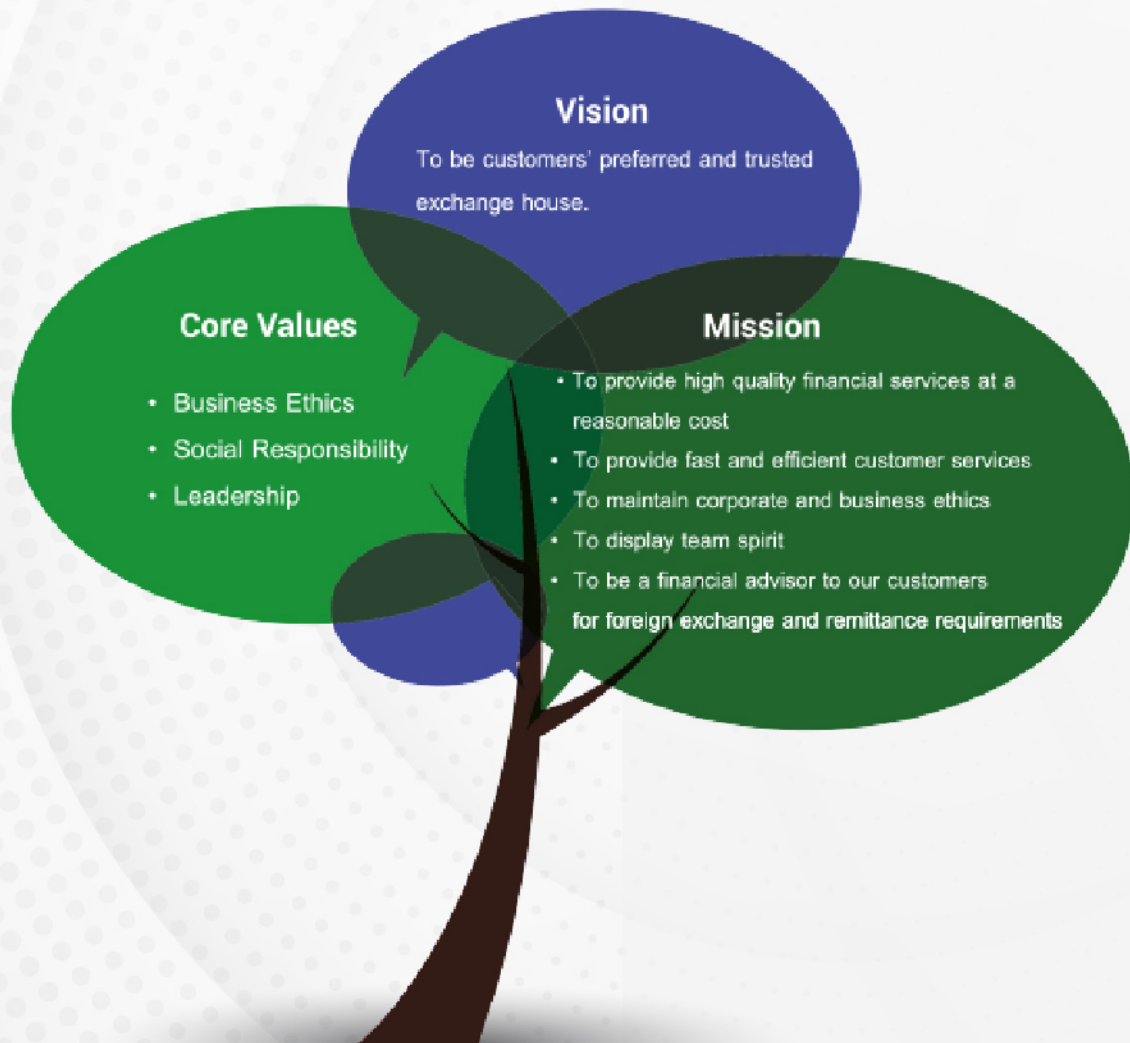 Vision
To be customers' preferred and trusted
exchange house.
Core Values
• Business Ethics
• Social Responsibility
• Leadership
Mission
• To provide high quality financial services at a
reasonable cost
• To provide fast and efficient customer services
• To maintain corporate and business ethics
• To display team spirit
• To be a financial advisor to our customers
for foreign exchange and remittance requirements